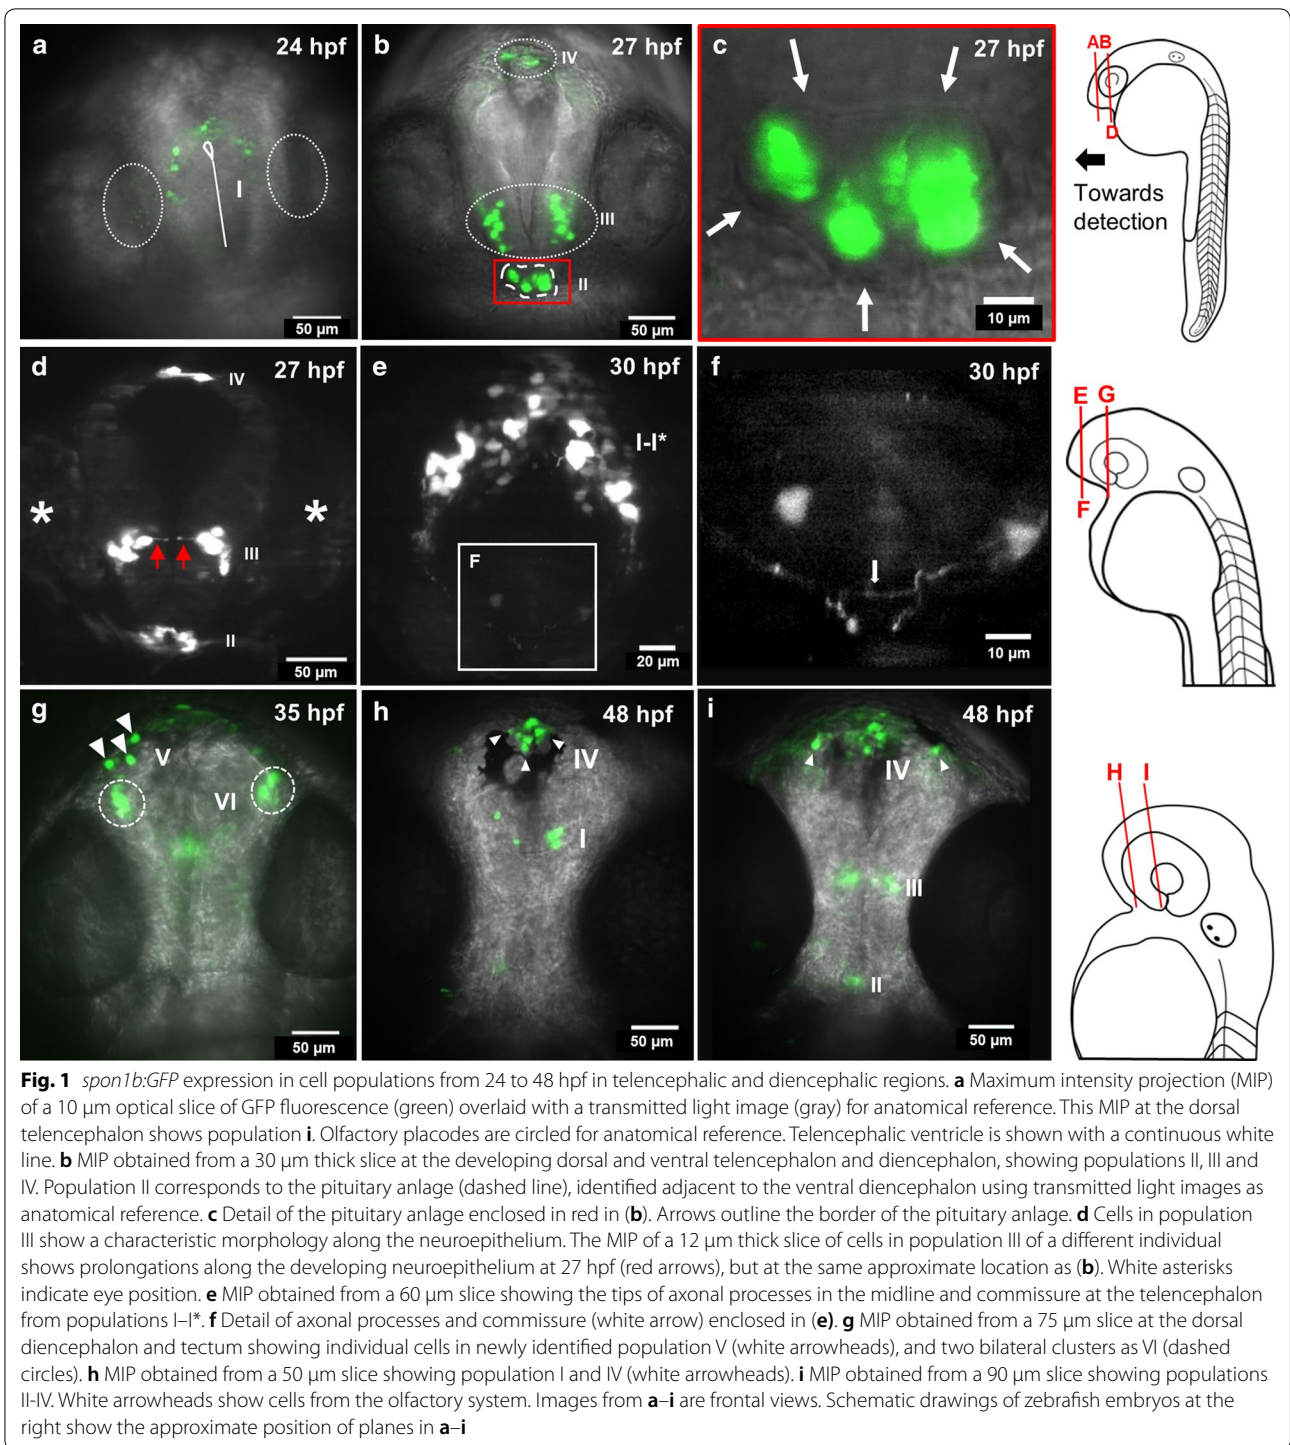 a 24 hpf
I
50 µm
b 27 hpf
IV
III
II
50 µm
c 27 hpf
10 µm
AB
D
Towards
detection
d 27 hpf
IV
* *
III
II
50 µm
e 30 hpf
I-I*
F
20 µm
f 30 hpf
10 µm
E G
F
g 35 hpf
V
VI
50 µm
h 48 hpf
IV
I
50 µm
i 48 hpf
IV
III
II
50 µm
H I
Fig. 1 spon1b:GFP expression in cell populations from 24 to 48 hpf in telencephalic and diencephalic regions. a Maximum intensity projection (MIP)
of a 10 µm optical slice of GFP fluorescence (green) overlaid with a transmitted light image (gray) for anatomical reference. This MIP at the dorsal
telencephalon shows population i. Olfactory placodes are circled for anatomical reference. Telencephalic ventricle is shown with a continuous white
line. b MIP obtained from a 30 µm thick slice at the developing dorsal and ventral telencephalon and diencephalon, showing populations II, III and
IV. Population II corresponds to the pituitary anlage (dashed line), identified adjacent to the ventral diencephalon using transmitted light images as
anatomical reference. c Detail of the pituitary anlage enclosed in red in (b). Arrows outline the border of the pituitary anlage. d Cells in population
III show a characteristic morphology along the neuroepithelium. The MIP of a 12 µm thick slice of cells in population III of a different individual
shows prolongations along the developing neuroepithelium at 27 hpf (red arrows), but at the same approximate location as (b). White asterisks
indicate eye position. e MIP obtained from a 60 µm slice showing the tips of axonal processes in the midline and commissure at the telencephalon
from populations I–I*. f Detail of axonal processes and commissure (white arrow) enclosed in (e). g MIP obtained from a 75 µm slice at the dorsal
diencephalon and tectum showing individual cells in newly identified population V (white arrowheads), and two bilateral clusters as VI (dashed
circles). h MIP obtained from a 50 µm slice showing population I and IV (white arrowheads). i MIP obtained from a 90 µm slice showing populations
II-IV. White arrowheads show cells from the olfactory system. Images from a–i are frontal views. Schematic drawings of zebrafish embryos at the
right show the approximate position of planes in a–i